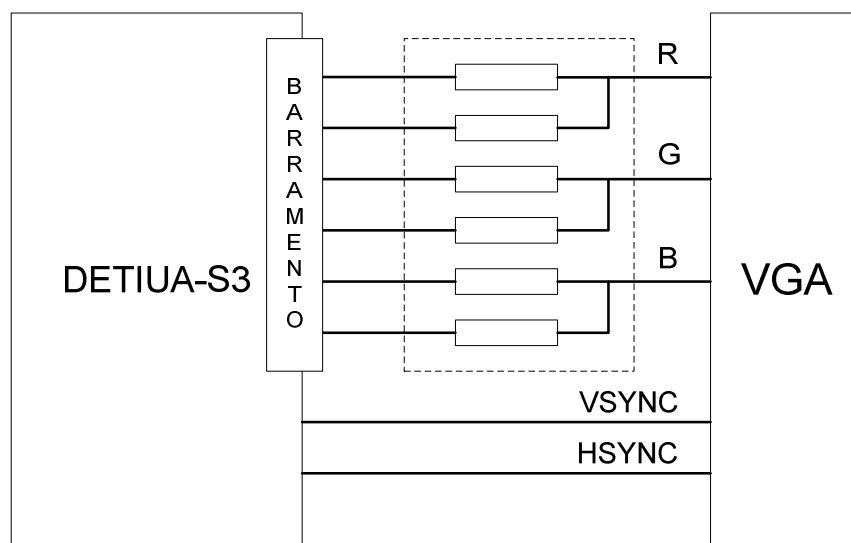 DETIUA-S3
BARRAMENTO
R
G
B
VGA
VSYNC
HSYNC